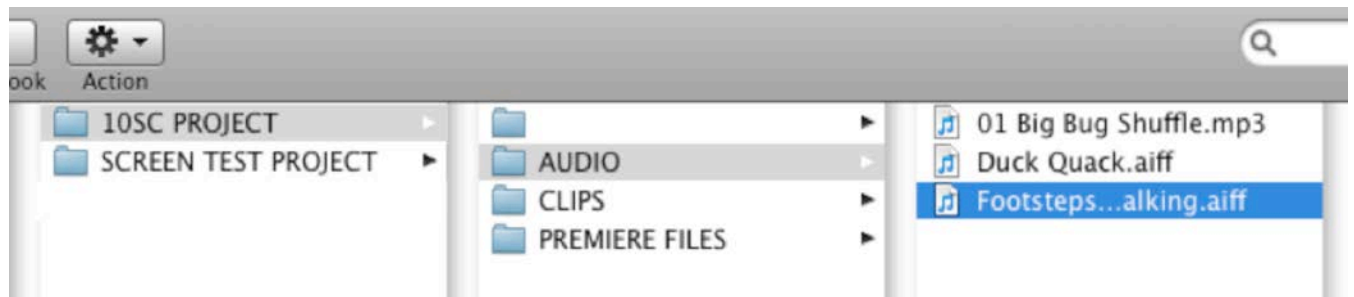 ook
Action
10SC PROJECT
SCREEN TEST PROJECT
AUDIO
CLIPS
PREMIERE FILES
01 Big Bug Shuffle.mp3
Duck Quack.aiff
Footsteps...alking.aiff